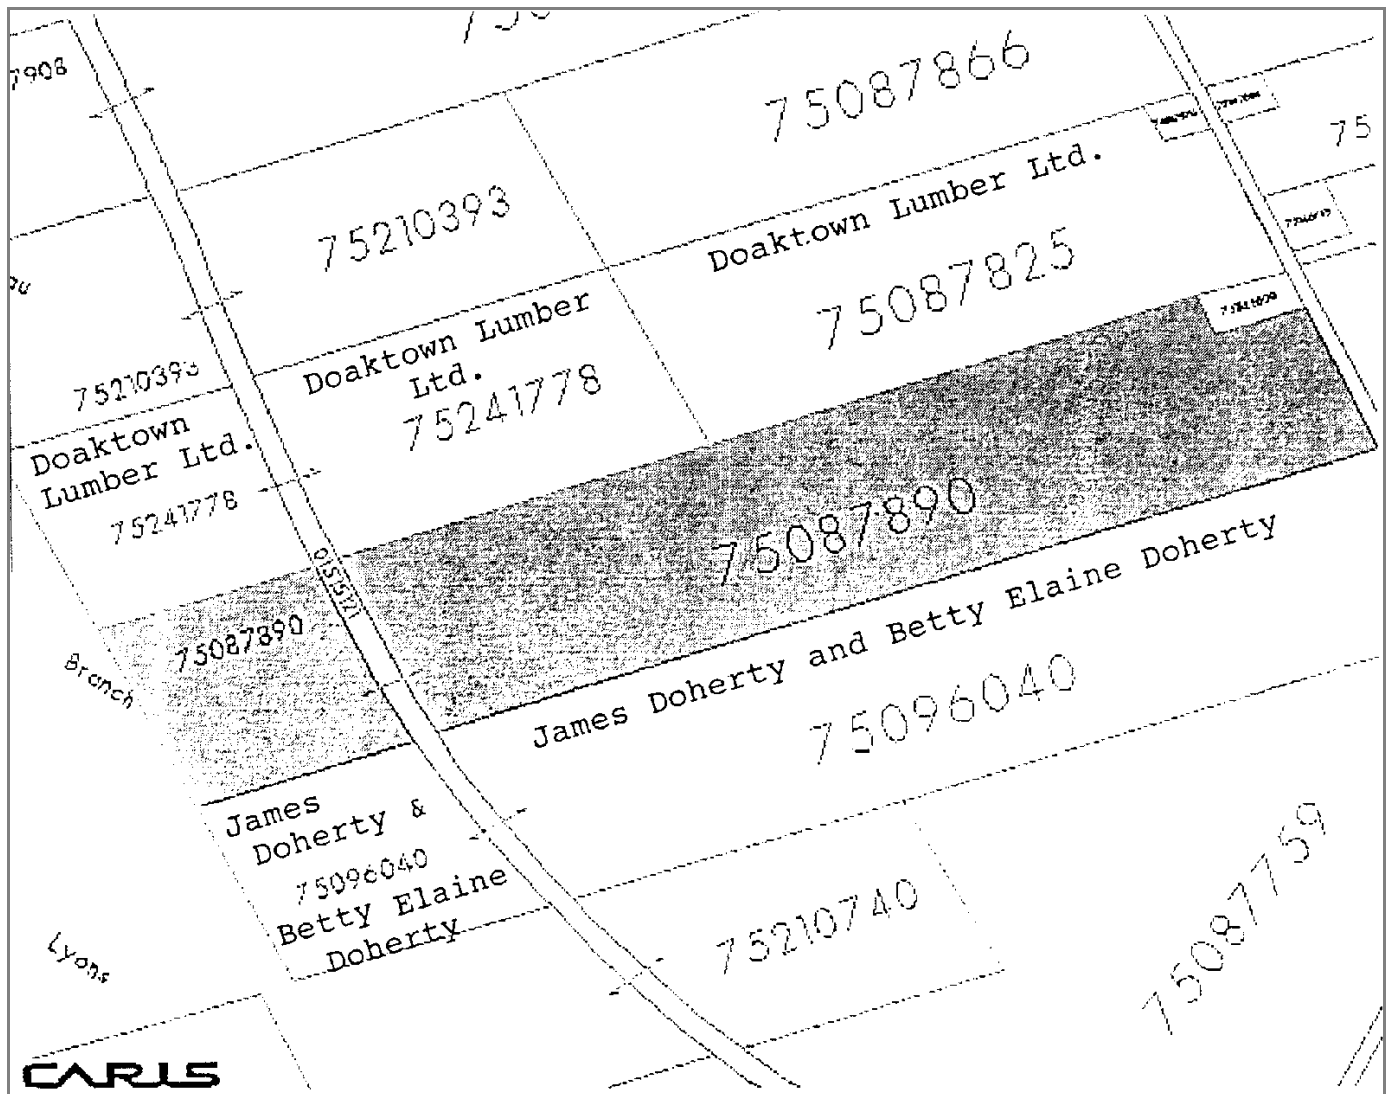 7908
75087866
75
75210393
Doaktown Lumber Ltd.
75087825
Doaktown Lumber
Ltd.
75241778
75210393
Doaktown
Lumber Ltd.
75241778
75087890
75087890
Branch
James Doherty and Betty Elaine Doherty
75096040
James
Doherty &
75096040
Betty Elaine
Doherty
75210740
75087759
Lyons
CARIS